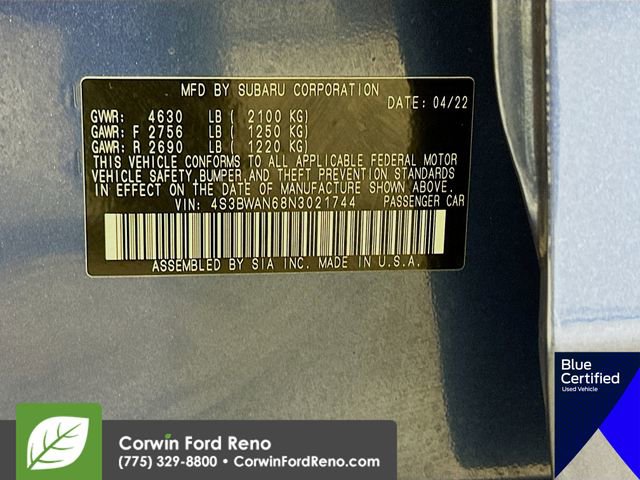 MFD BY SUBARU CORPORATION
DATE: 04/22
GVWR: 4630 LB ( 2100 KG)
GAWR: F 2756 LB ( 1250 KG)
GAWR: R 2690 LB ( 1220 KG)
THIS VEHICLE CONFORMS TO ALL APPLICABLE FEDERAL MOTOR
VEHICLE SAFETY, BUMPER, AND THEFT PREVENTION STANDARDS
IN EFFECT ON THE DATE OF MANUFACTURE SHOWN ABOVE.
VIN: 4S3BWAN68N3021744 PASSENGER CAR
ASSEMBLED BY SIA INC. MADE IN U.S.A.
Blue
Certified
Used Vehicle
Corwin Ford Reno
(775) 329-8800 • CorwinFordReno.com